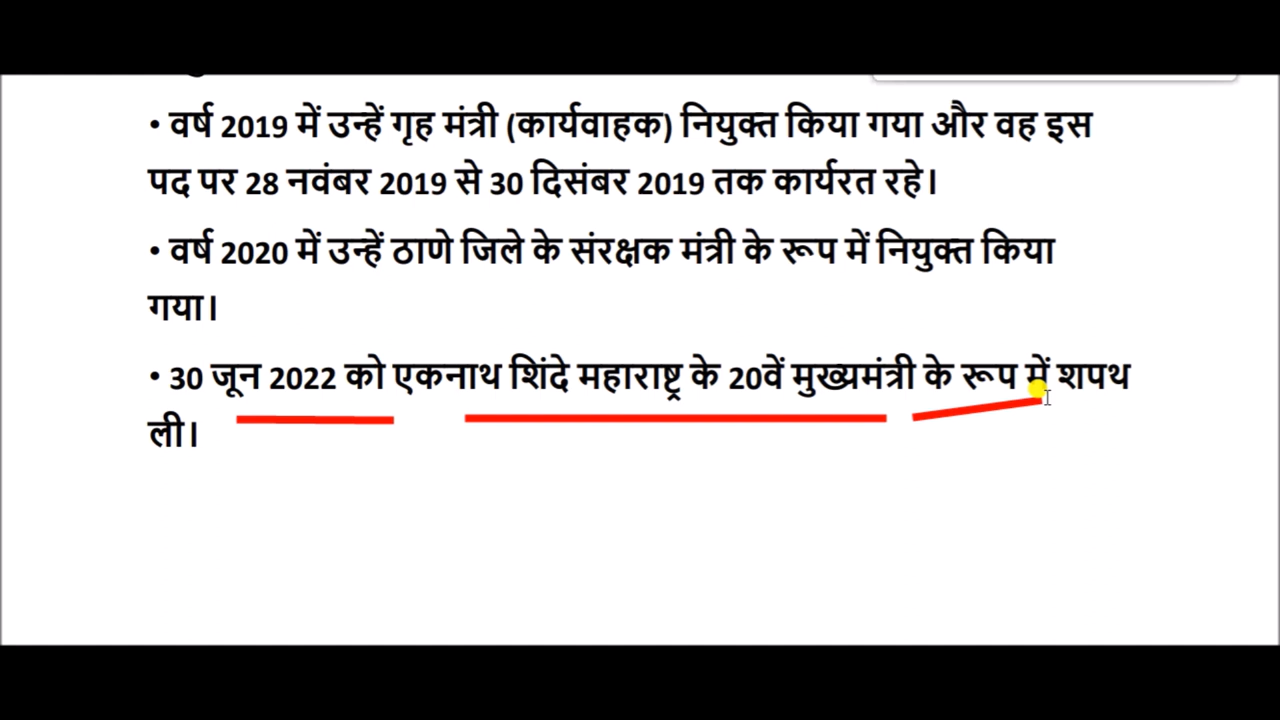 • वर्ष 2019 में उन्हें गृह मंत्री (कार्यवाहक) नियुक्त किया गया और वह इस
पद पर 28 नवंबर 2019 से 30 दिसंबर 2019 तक कार्यरत रहे।
• वर्ष 2020 में उन्हें ठाणे जिले के संरक्षक मंत्री के रूप में नियुक्त किया
गया।
• 30 जून 2022 को एकनाथ शिंदे महाराष्ट्र के 20वें मुख्यमंत्री के रूप में शपथ
ली।